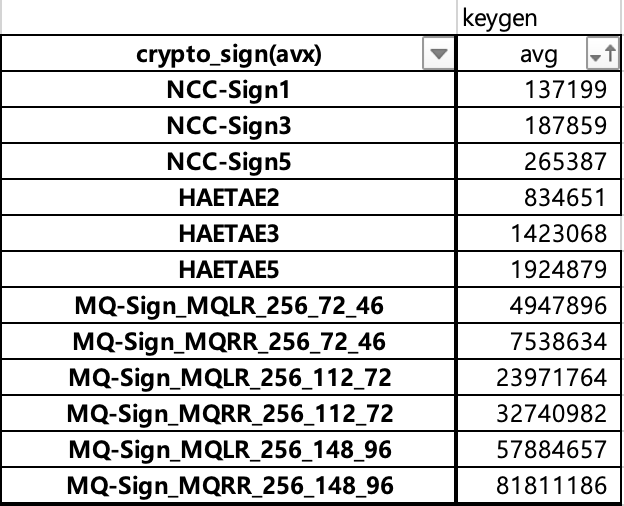 keygen
crypto_sign(avx) avg
NCC-Sign1 137199
NCC-Sign3 187859
NCC-Sign5 265387
HAETAE2 834651
HAETAE3 1423068
HAETAE5 1924879
MQ-Sign_MQLR_256_72_46 4947896
MQ-Sign_MQRR_256_72_46 7538634
MQ-Sign_MQLR_256_112_72 23971764
MQ-Sign_MQRR_256_112_72 32740982
MQ-Sign_MQLR_256_148_96 57884657
MQ-Sign_MQRR_256_148_96 81811186